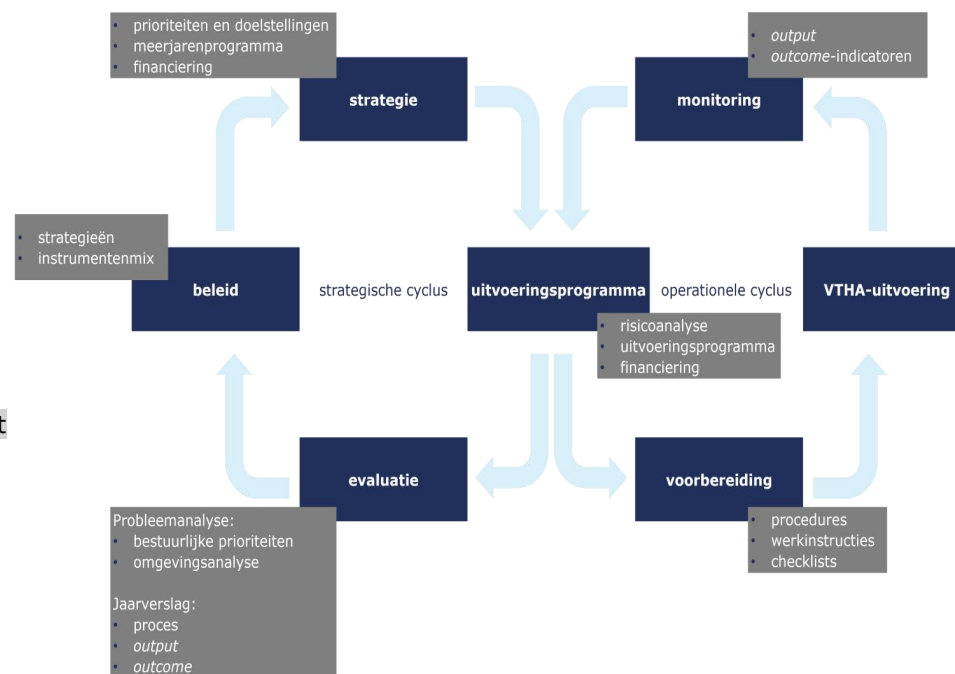 prioriteiten en doelstellingen
meerjarenprogramma
financiering
strategie
output
outcome-indicatoren
monitoring
strategieën
instrumentenmix
beleid
strategische cyclus
uitvoeringsprogramma
operationele cyclus
VTHA-uitvoering
risicoanalyse
uitvoeringsprogramma
financiering
t
evaluatie
voorbereiding
Probleemanalyse:
bestuurlijke prioriteiten
omgevingsanalyse
Jaarverslag:
proces
output
outcome
procedures
werkinstructies
checklists